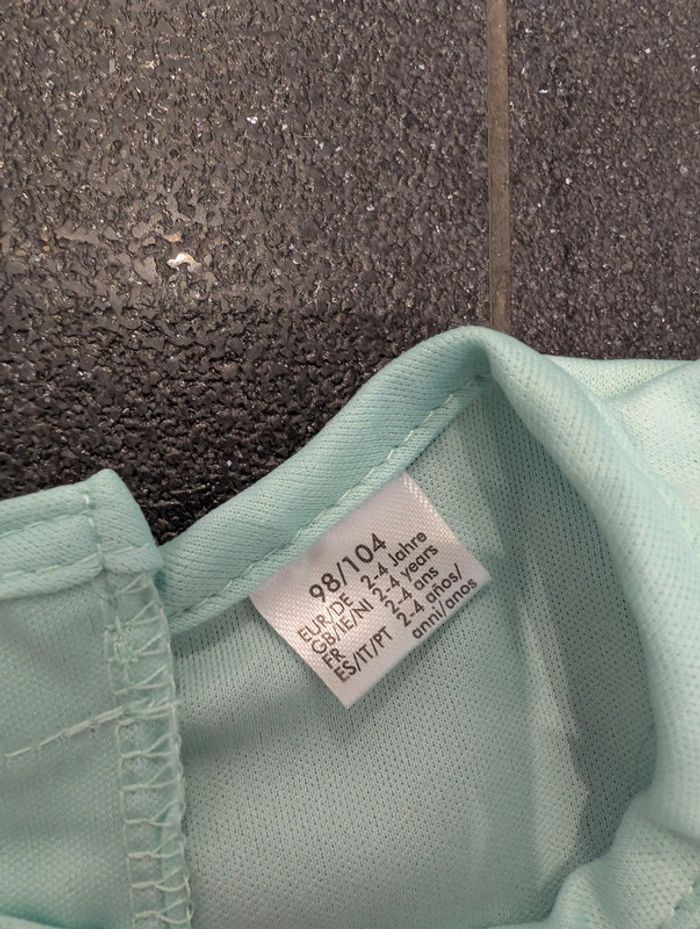 98/104
EUR/DE 2-4 Jahre
GB/IE/NI 2-4 years
FR 2-4 ans
ES/IT/PT 2-4 años/
anni/anos